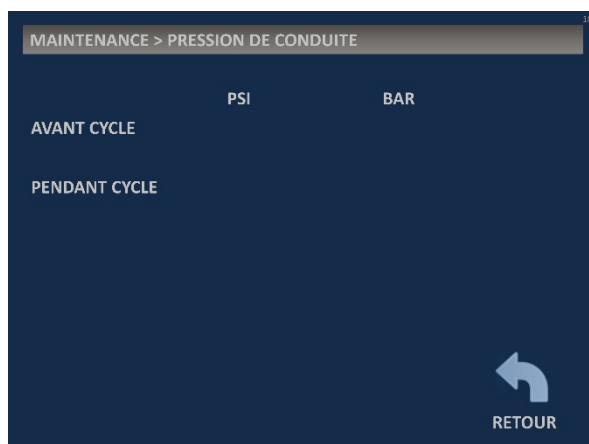 MAINTENANCE > PRESSION DE CONDUITE
PSI BAR
AVANT CYCLE
PENDANT CYCLE
RETOUR